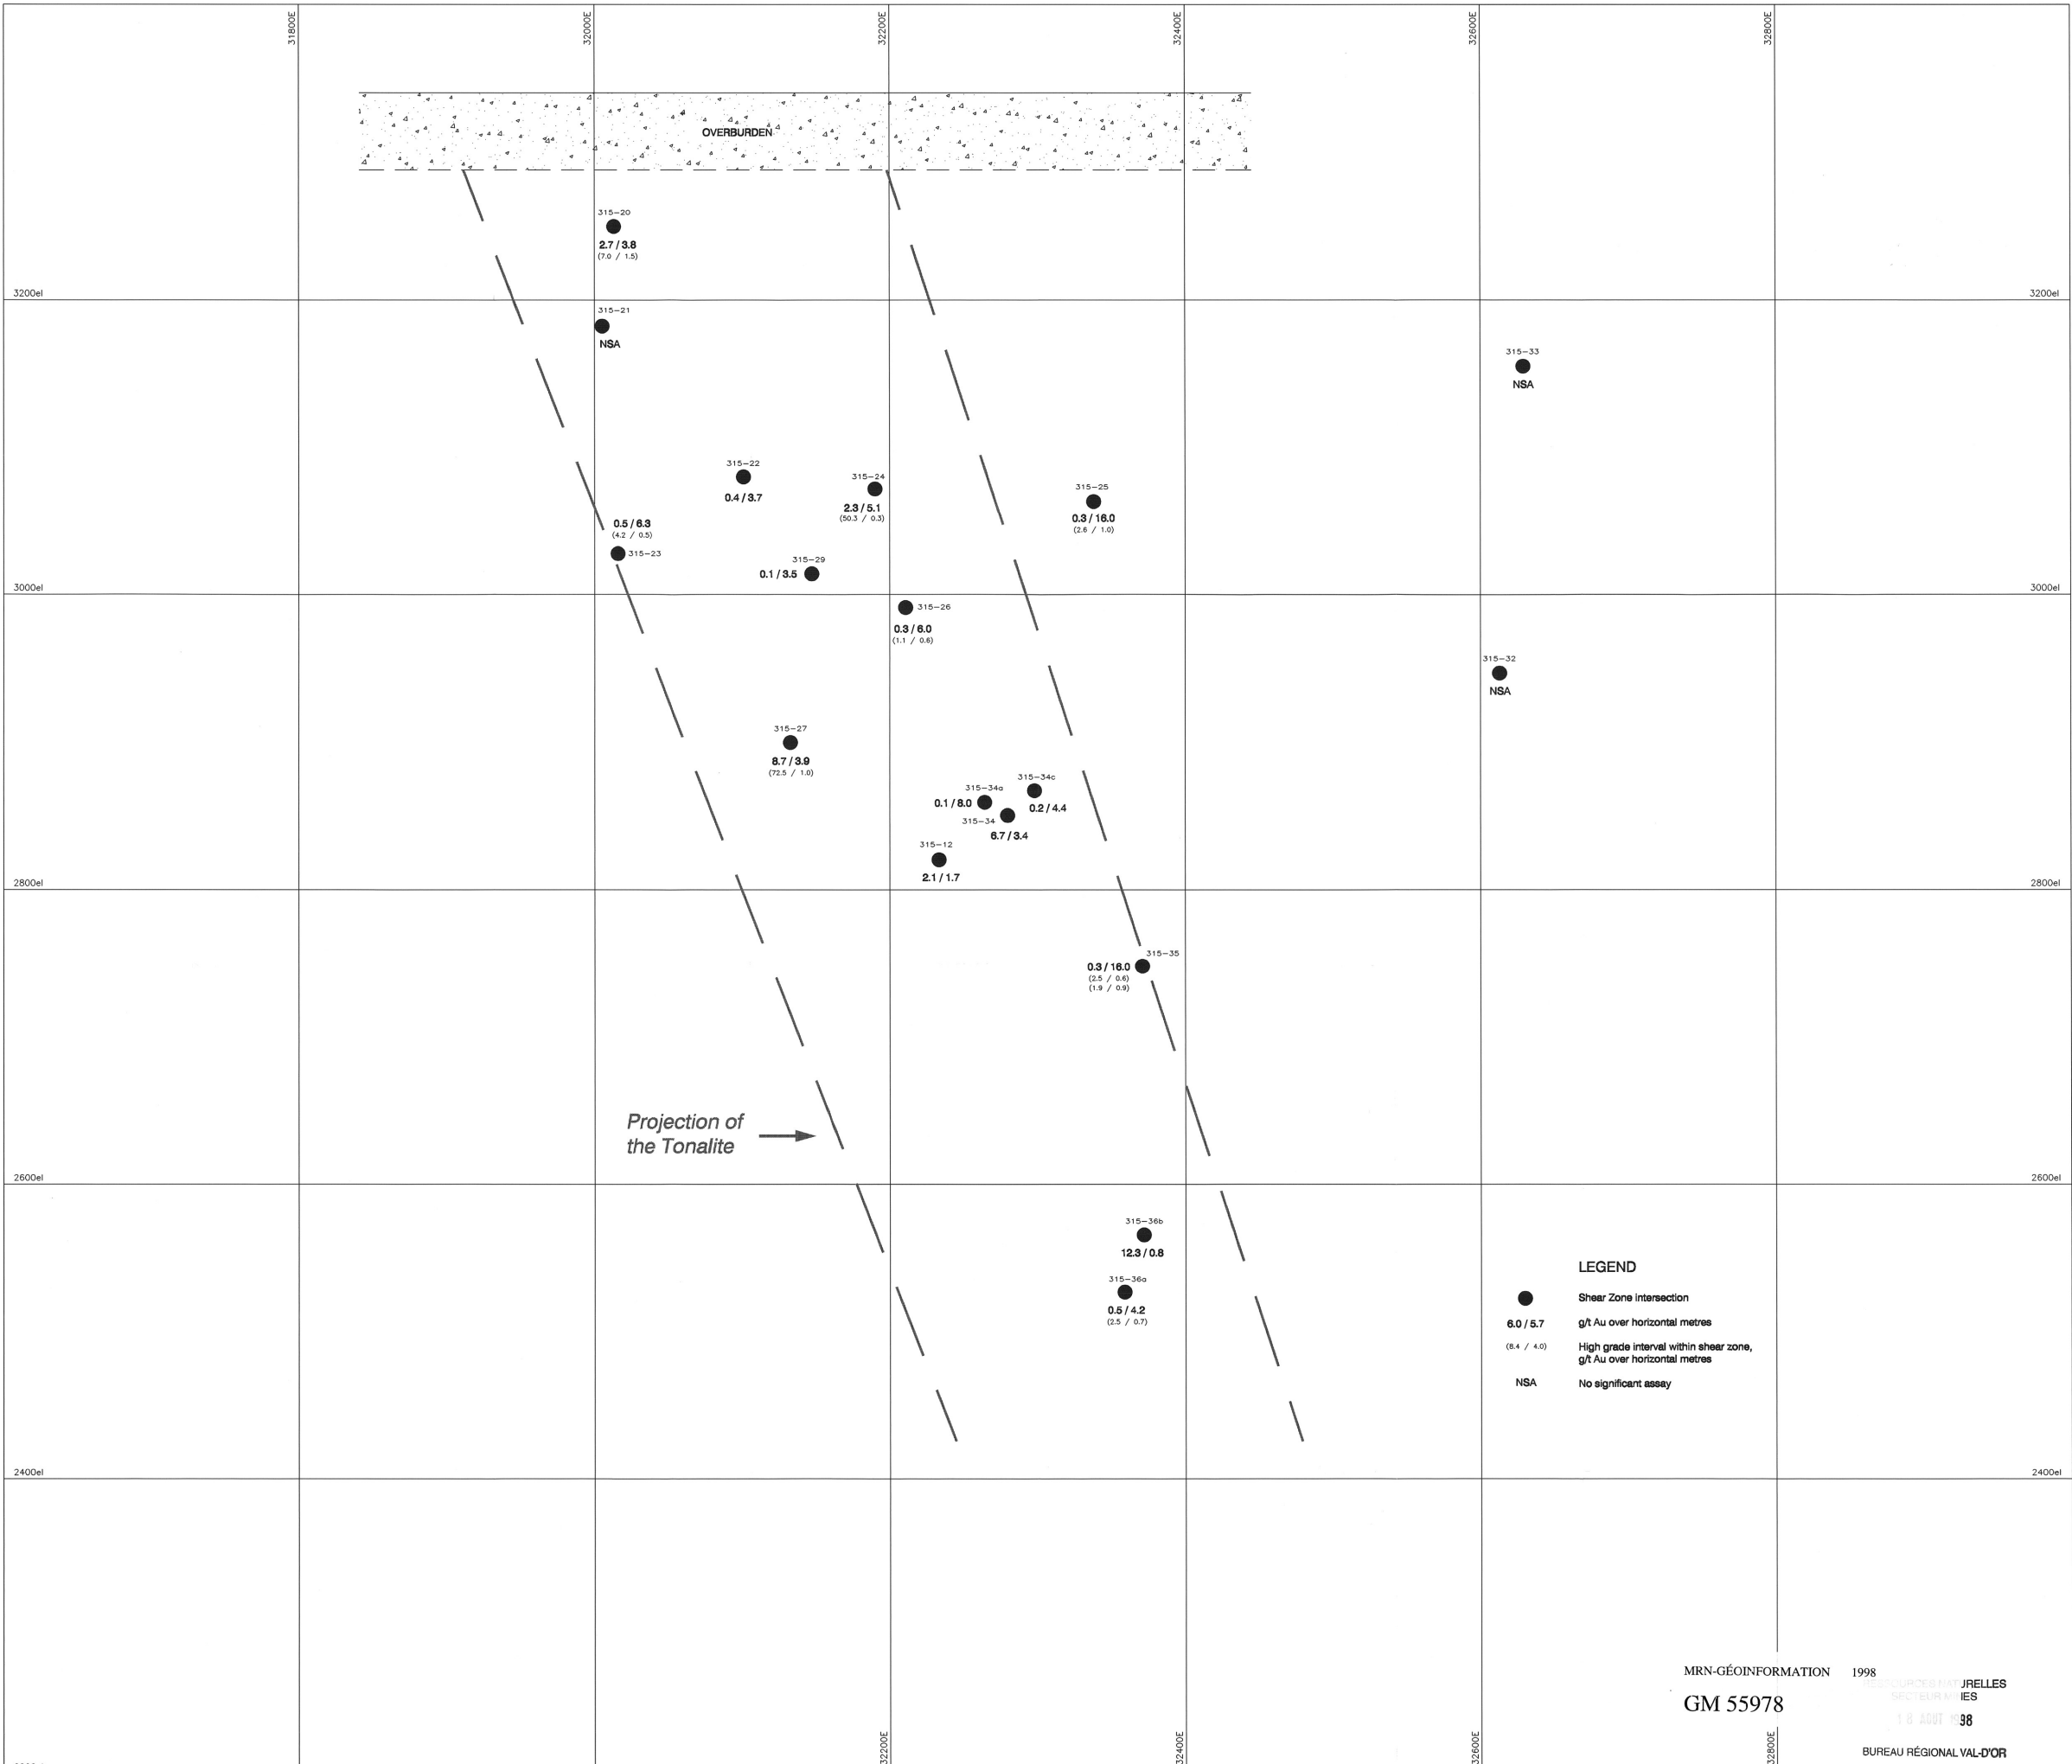 31800E
32000E
32200E
32400E
32600E
32800E
OVERBURDEN
315-20
2.7 / 3.8
(7.0 / 1.5)
3200el
3200el
315-21
NSA
315-33
NSA
315-22
0.4 / 3.7
315-24
2.3 / 5.1
(50.3 / 0.3)
315-25
0.3 / 16.0
(2.6 / 1.0)
0.5 / 6.3
(4.2 / 0.5)
315-23
315-29
0.1 / 3.5
3000el
3000el
315-26
0.3 / 6.0
(1.1 / 0.6)
315-32
NSA
315-27
8.7 / 3.9
(72.5 / 1.0)
315-34c
0.2 / 4.4
315-34a
0.1 / 8.0
315-34
6.7 / 3.4
315-12
2.1 / 1.7
2800el
2800el
315-35
0.3 / 16.0
(2.5 / 0.6)
(1.9 / 0.9)
Projection of
the Tonalite
2600el
2600el
315-36b
12.3 / 0.8
315-36a
0.5 / 4.2
(2.5 / 0.7)
LEGEND
Shear Zone intersection
6.0 / 5.7 g/t Au over horizontal metres
(8.4 / 4.0) High grade interval within shear zone,
g/t Au over horizontal metres
NSA No significant assay
2400el
2400el
MRN-GÉOINFORMATION 1998
GM 55978
RESSOURCES NATURELLES
SECTEUR MINES
18 AOUT 1998
BUREAU RÉGIONAL VAL-D'OR
32200E
32400E
32600E
32800E